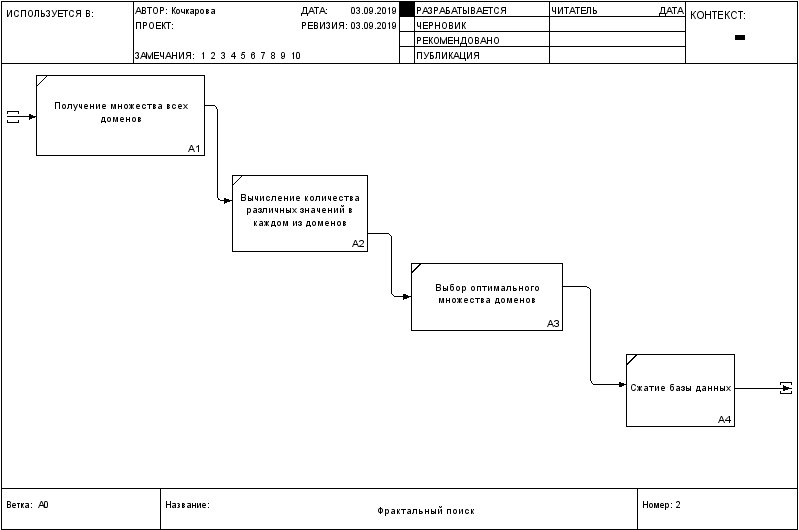 ИСПОЛЬЗУЕТСЯ В:
АВТОР: Кочкарова
ДАТА: 03.09.2019
РАЗРАБАТЫВАЕТСЯ
ЧИТАТЕЛЬ
ДАТА
КОНТЕКСТ:
ПРОЕКТ:
РЕВИЗИЯ: 03.09.2019
ЧЕРНОВИК
РЕКОМЕНДОВАНО
ЗАМЕЧАНИЯ: 1 2 3 4 5 6 7 8 9 10
ПУБЛИКАЦИЯ
Получение множества всех
доменов
A1
Вычисление количества
различных значений в
каждом из доменов
A2
Выбор оптимального
множества доменов
A3
Сжатие базы данных
A4
Ветка: A0
Название:
Фрактальный поиск
Номер: 2